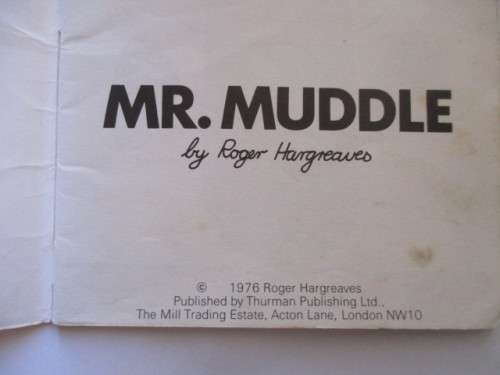 MR. MUDDLE
by Roger Hargreaves
© 1976 Roger Hargreaves
Published by Thurman Publishing Ltd..
The Mill Trading Estate, Acton Lane, London NW10